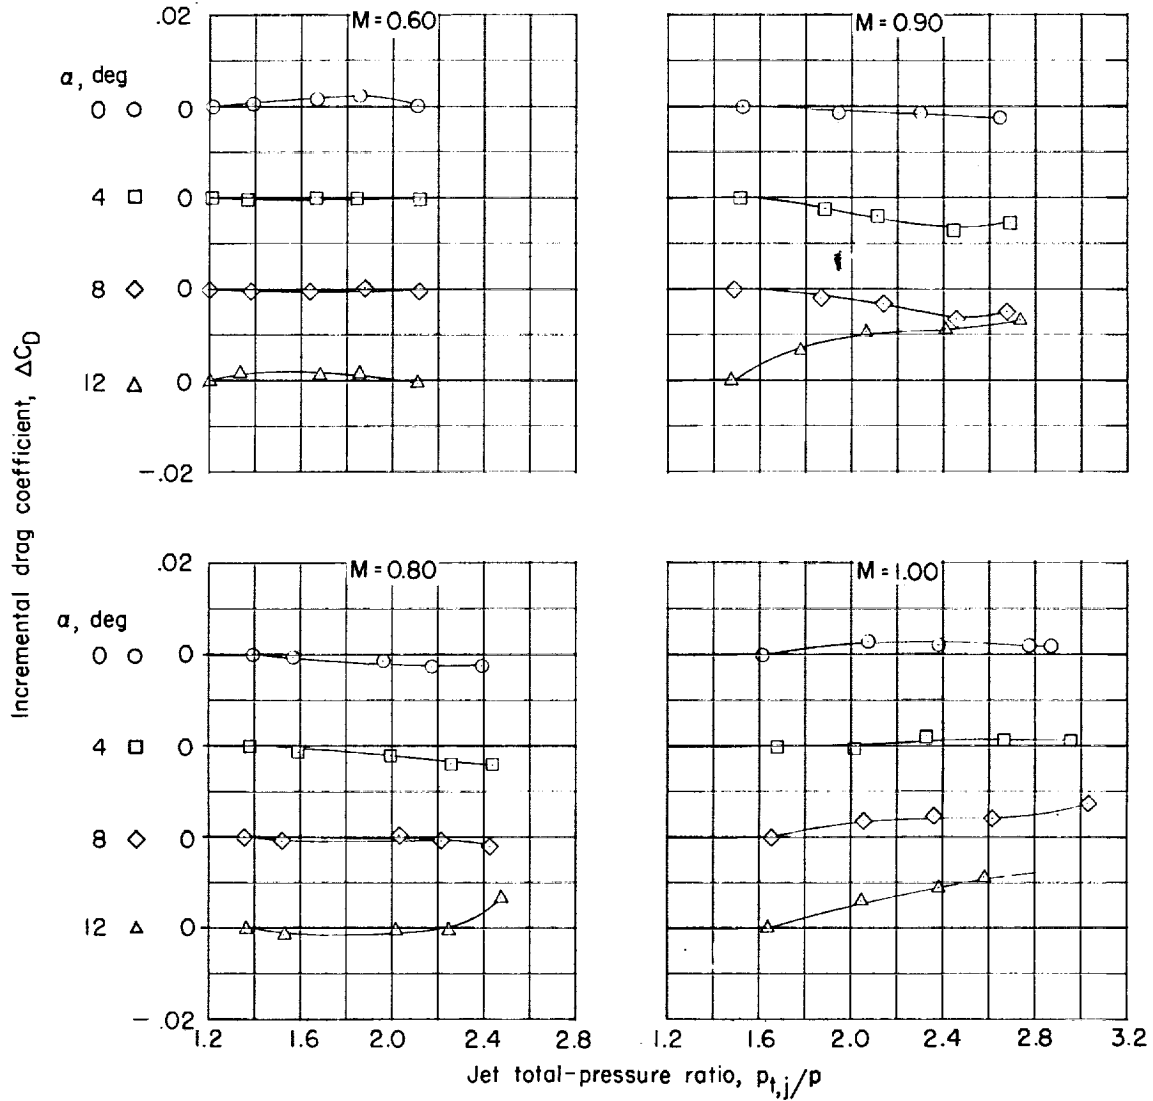 .02
M = 0.60
M = 0.90
α, deg
0 0
4 0
8 0
12 0
-.02
Incremental drag coefficient, ΔC_D
.02
M = 0.80
M = 1.00
α, deg
0 0
4 0
8 0
12 0
-.02
1.2 1.6 2.0 2.4 2.8 1.2 1.6 2.0 2.4 2.8 3.2
Jet total-pressure ratio, p_t,j/p